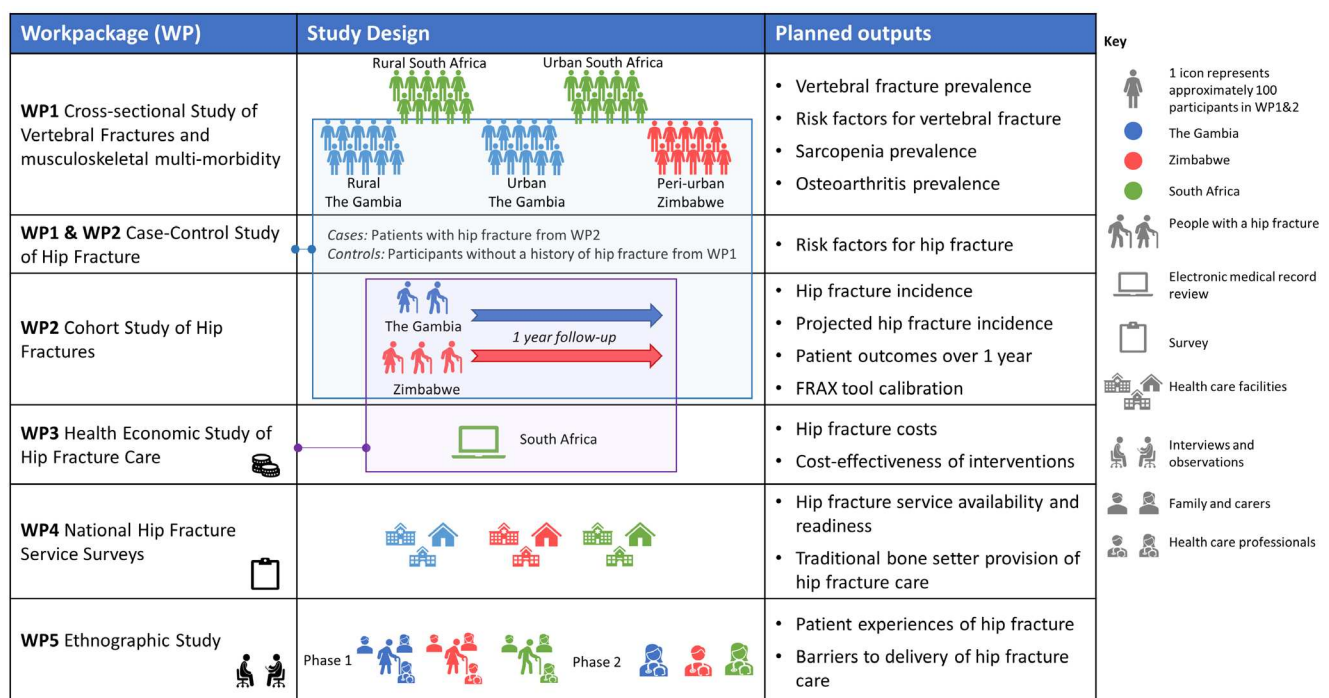 Workpackage (WP)
Study Design
Planned outputs
WP1 Cross-sectional Study of
Vertebral Fractures and
musculoskeletal multi-morbidity
Rural South Africa
Urban South Africa
Rural
The Gambia
Urban
The Gambia
Peri-urban
Zimbabwe
• Vertebral fracture prevalence
• Risk factors for vertebral fracture
• Sarcopenia prevalence
• Osteoarthritis prevalence
WP1 & WP2 Case-Control Study
of Hip Fracture
Cases: Patients with hip fracture from WP2
Controls: Participants without a history of hip fracture from WP1
• Risk factors for hip fracture
WP2 Cohort Study of Hip
Fractures
The Gambia
1 year follow-up
Zimbabwe
• Hip fracture incidence
• Projected hip fracture incidence
• Patient outcomes over 1 year
• FRAX tool calibration
WP3 Health Economic Study of
Hip Fracture Care
South Africa
• Hip fracture costs
• Cost-effectiveness of interventions
WP4 National Hip Fracture
Service Surveys
• Hip fracture service availability and
readiness
• Traditional bone setter provision of
hip fracture care
WP5 Ethnographic Study
Phase 1
Phase 2
• Patient experiences of hip fracture
• Barriers to delivery of hip fracture
care
Key
1 icon represents
approximately 100
participants in WP1&2
The Gambia
Zimbabwe
South Africa
People with a hip fracture
Electronic medical record
review
Survey
Health care facilities
Interviews and
observations
Family and carers
Health care professionals